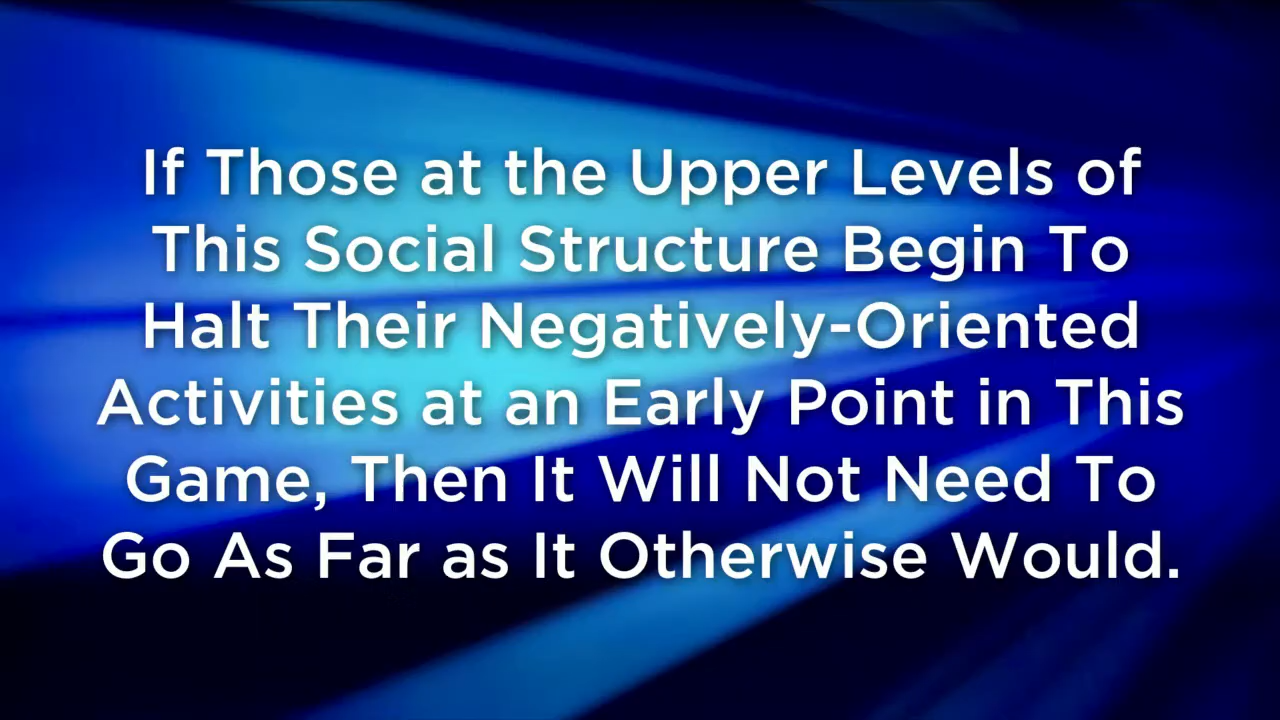 If Those at the Upper Levels of
This Social Structure Begin To
Halt Their Negatively-Oriented
Activities at an Early Point in This
Game, Then It Will Not Need To
Go As Far as It Otherwise Would.